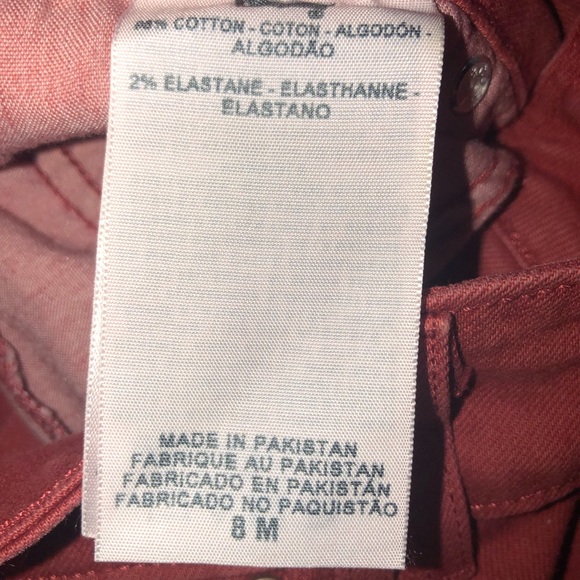 COTTON - COTON - ALGODÓN -
ALGODÃO
2% ELASTANE - ELASTHANNE -
ELASTANO
MADE IN PAKISTAN
FABRIQUE AU PAKISTAN
FABRICADO EN PAKISTÁN
FABRICADO NO PAQUISTÃO
8 M